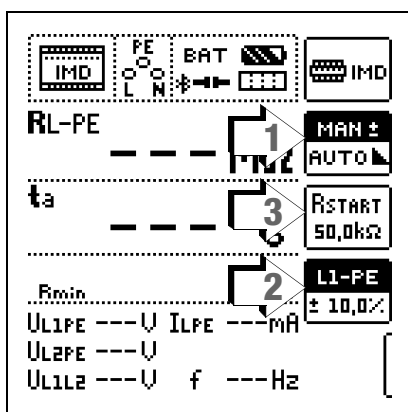 PE
BAT
IMD
L N
IMD
RL-PE
1
MAN ±
--- MΩ
AUTO
ta
3
RSTART
---
50,0kΩ
2
L1-PE
Rmin
± 10,0%
UL1PE ---V ILPE ---mA
UL2PE ---V
UL1L2 ---V f ---Hz